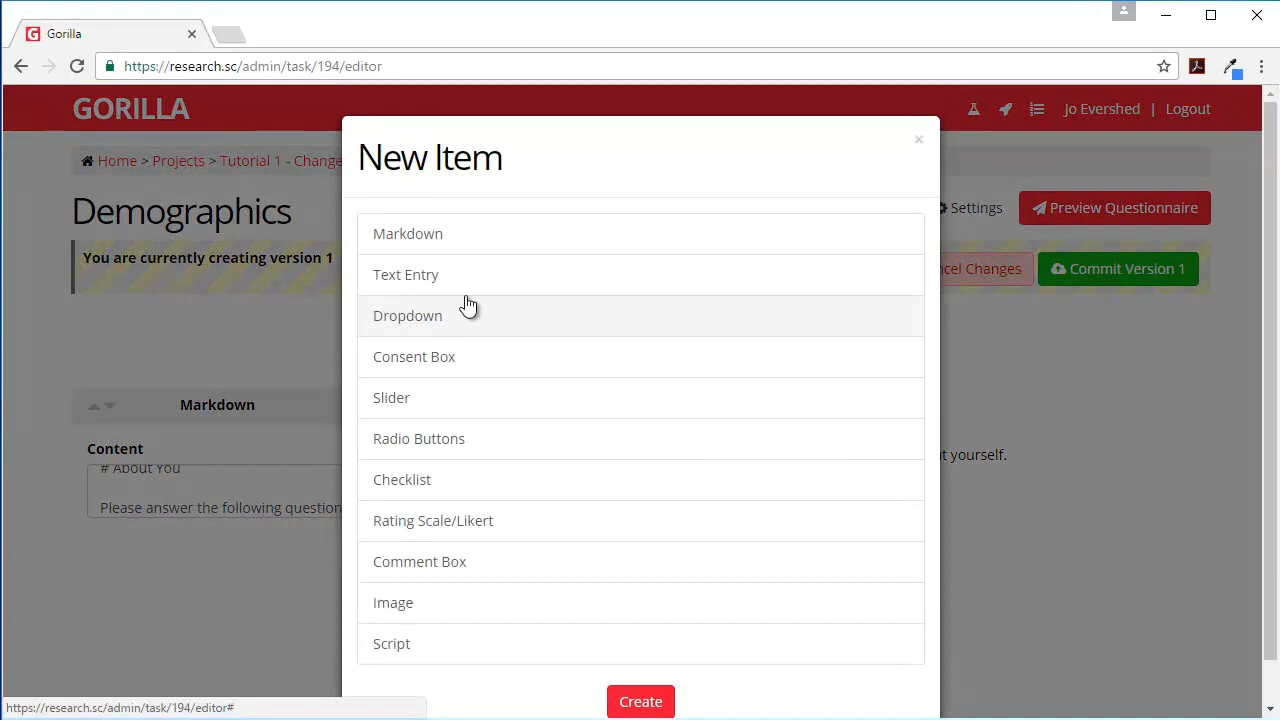 Gorilla
https://research.sc/admin/task/194/editor
GORILLA
Jo Evershed | Logout
Home > Projects > Tutorial 1 - Change
Demographics
Settings
Preview Questionnaire
You are currently creating version 1
Changes
Commit Version 1
New Item
×
Markdown
Text Entry
Dropdown
Consent Box
Slider
Radio Buttons
Checklist
Rating Scale/Likert
Comment Box
Image
Script
Create
Markdown
Content
# About You
Please answer the following question
yourself.
https://research.sc/admin/task/194/editor#